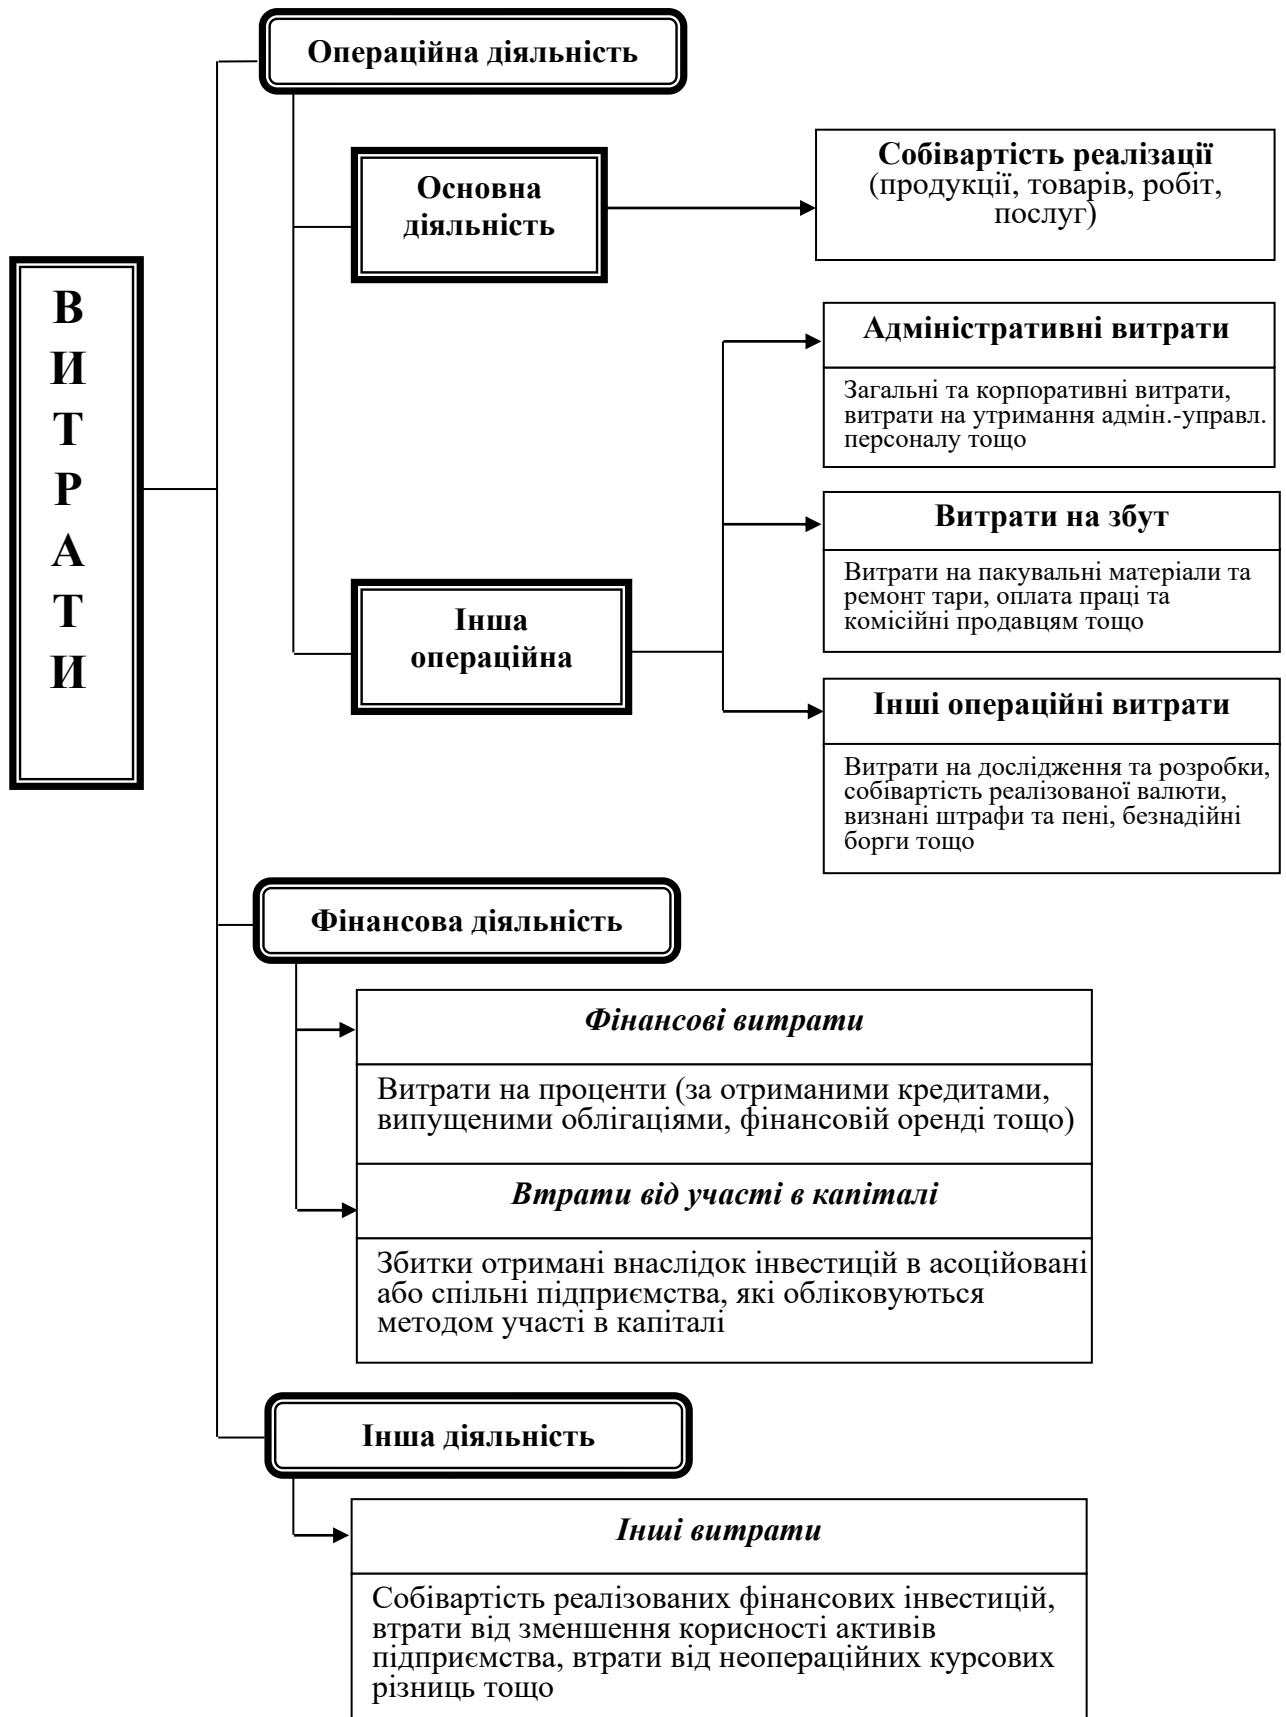 Операційна діяльність
Основна
діяльність
Собівартість реалізації
(продукції, товарів, робіт,
послуг)
В
И
Т
Р
А
Т
И
Адміністративні витрати
Загальні та корпоративні витрати,
витрати на утримання адмін.-управл.
персоналу тощо
Витрати на збут
Витрати на пакувальні матеріали та
ремонт тари, оплата праці та
комісійні продавцям тощо
Інша
операційна
Інші операційні витрати
Витрати на дослідження та розробки,
собівартість реалізованої валюти,
визнані штрафи та пені, безнадійні
борги тощо
Фінансова діяльність
Фінансові витрати
Витрати на проценти (за отриманими кредитами,
випущеними облігаціями, фінансовій оренді тощо)
Втрати від участі в капіталі
Збитки отримані внаслідок інвестицій в асоційовані
або спільні підприємства, які обліковуються
методом участі в капіталі
Інша діяльність
Інші витрати
Собівартість реалізованих фінансових інвестицій,
втрати від зменшення корисності активів
підприємства, втрати від неопераційних курсових
різниць тощо